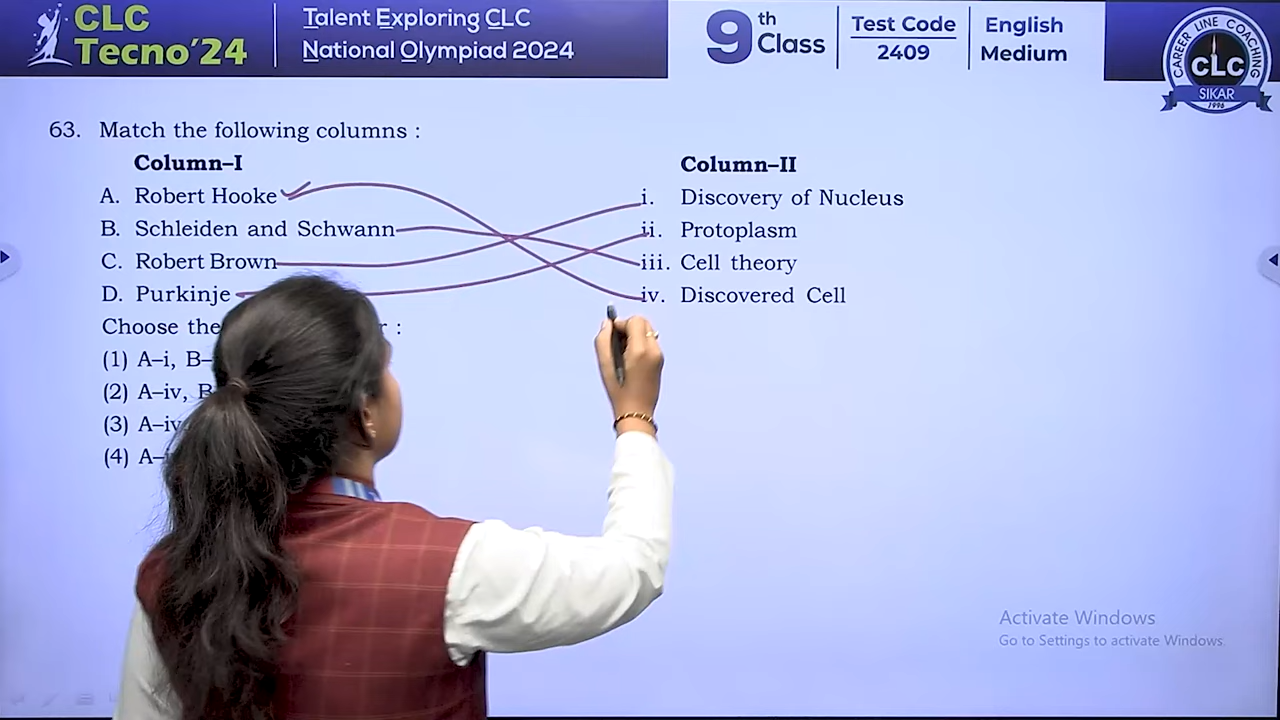 CLC
Tecno'24
Talent Exploring CLC
National Olympiad 2024
9th Class
Test Code
2409
English
Medium
CAREER LINE COACHING
CLC
SIKAR
1996
63. Match the following columns :
Column–I Column–II
A. Robert Hooke i. Discovery of Nucleus
B. Schleiden and Schwann ii. Protoplasm
C. Robert Brown iii. Cell theory
D. Purkinje iv. Discovered Cell
Choose the :
(1) A–i, B–
(2) A–iv, B
(3) A–iv
(4) A–
Activate Windows
Go to Settings to activate Windows.